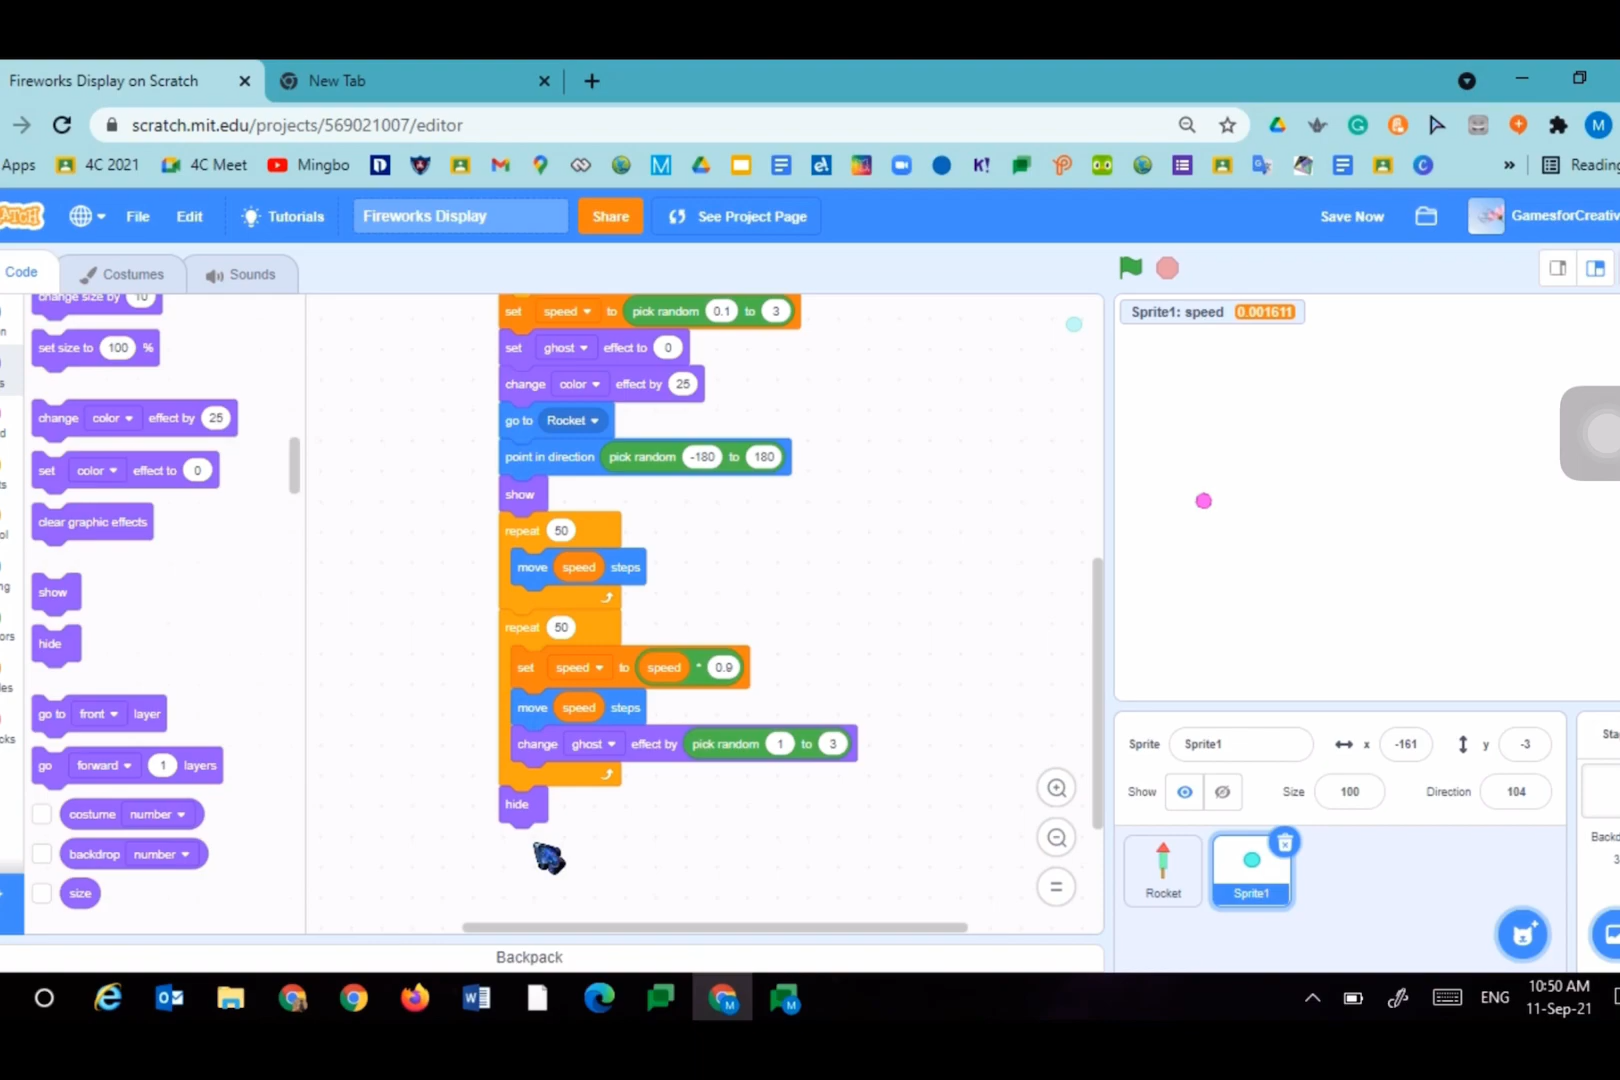 Fireworks Display on Scratch
New Tab
scratch.mit.edu/projects/569021007/editor
Apps
4C 2021
4C Meet
Mingbo
K!
Reading
File
Edit
Tutorials
Fireworks Display
Share
See Project Page
Save Now
GamesforCreativ
Code
Costumes
Sounds
change size by 10
set size to 100 %
change color effect by 25
set color effect to 0
clear graphic effects
show
hide
go to front layer
go forward 1 layers
costume number
backdrop number
size
set speed to pick random 0.1 to 3
set ghost effect to 0
change color effect by 25
go to Rocket
point in direction pick random -180 to 180
show
repeat 50
move speed steps
repeat 50
set speed to speed * 0.9
move speed steps
change ghost effect by pick random 1 to 3
hide
Backpack
Sprite1: speed 0.001611
Sprite Sprite1 x -161 y -3
Show Size 100 Direction 104
Rocket
Sprite1
Sta
Backd
3
ENG
10:50 AM
11-Sep-21